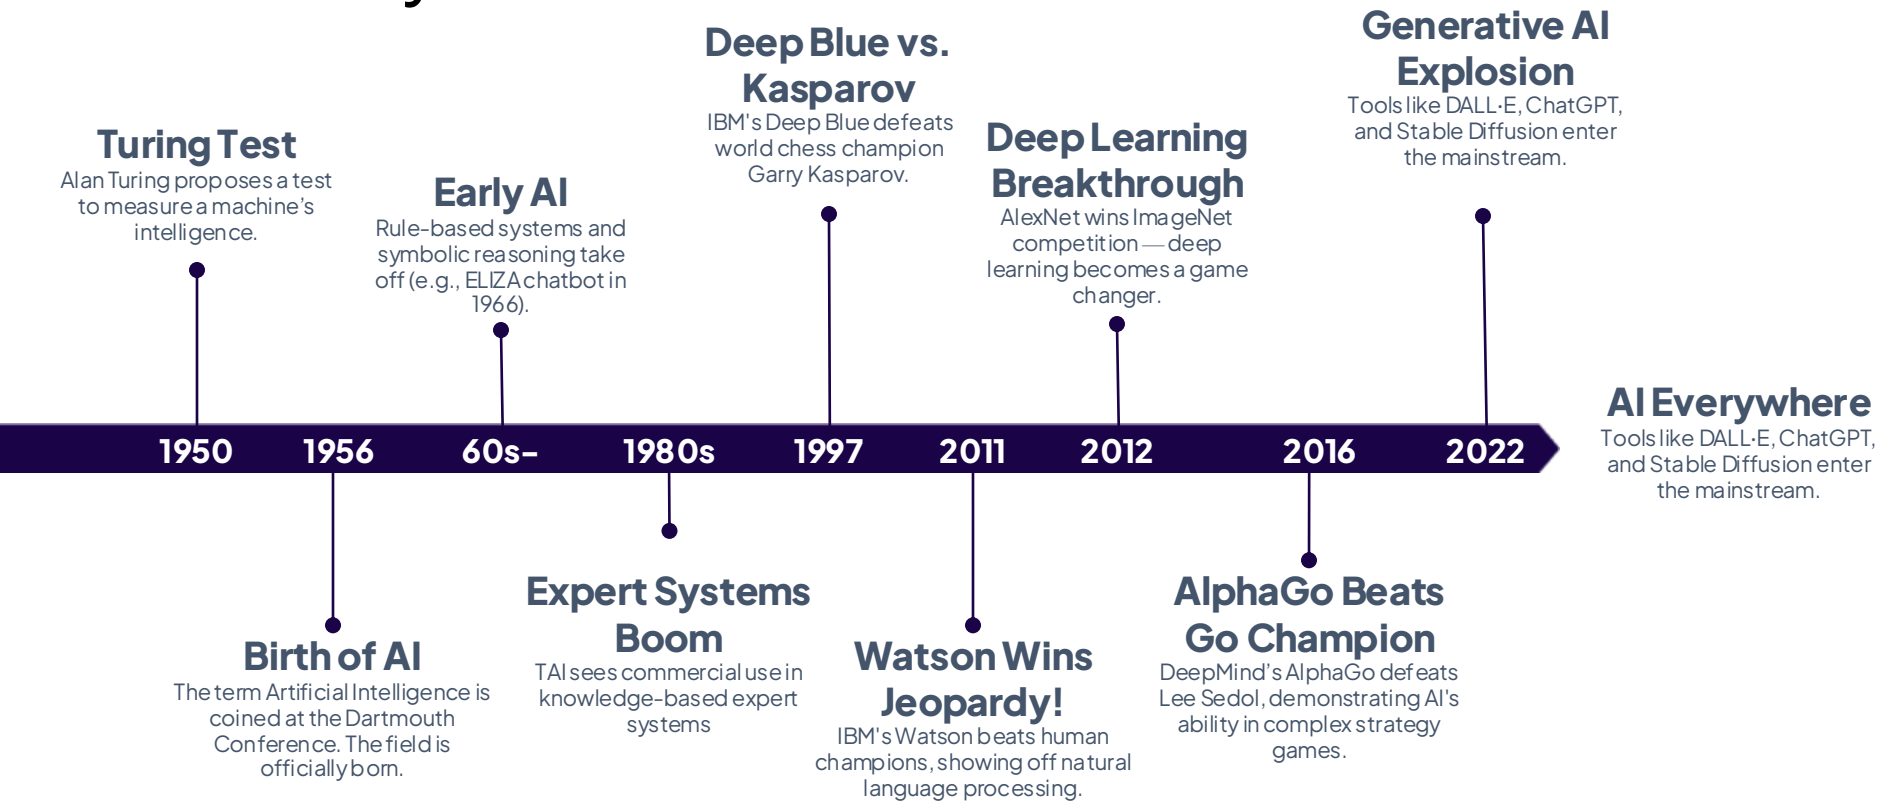 Turing Test
Alan Turing proposes a test
to measure a machine’s
intelligence.
Early AI
Rule-based systems and
symbolic reasoning take
off (e.g., ELIZA chatbot in
1966).
Deep Blue vs.
Kasparov
IBM's Deep Blue defeats
world chess champion
Garry Kasparov.
Deep Learning
Breakthrough
AlexNet wins ImageNet
competition — deep
learning becomes a game
changer.
Generative AI
Explosion
Tools like DALL·E, ChatGPT,
and Stable Diffusion enter
the mainstream.
1950 1956 60s- 1980s 1997 2011 2012 2016 2022
AI Everywhere
Tools like DALL·E, ChatGPT,
and Stable Diffusion enter
the mainstream.
Birth of AI
The term Artificial Intelligence is
coined at the Dartmouth
Conference. The field is
officially born.
Expert Systems
Boom
TAI sees commercial use in
knowledge-based expert
systems
Watson Wins
Jeopardy!
IBM's Watson beats human
champions, showing off natural
language processing.
AlphaGo Beats
Go Champion
DeepMind’s AlphaGo defeats
Lee Sedol, demonstrating AI's
ability in complex strategy
games.